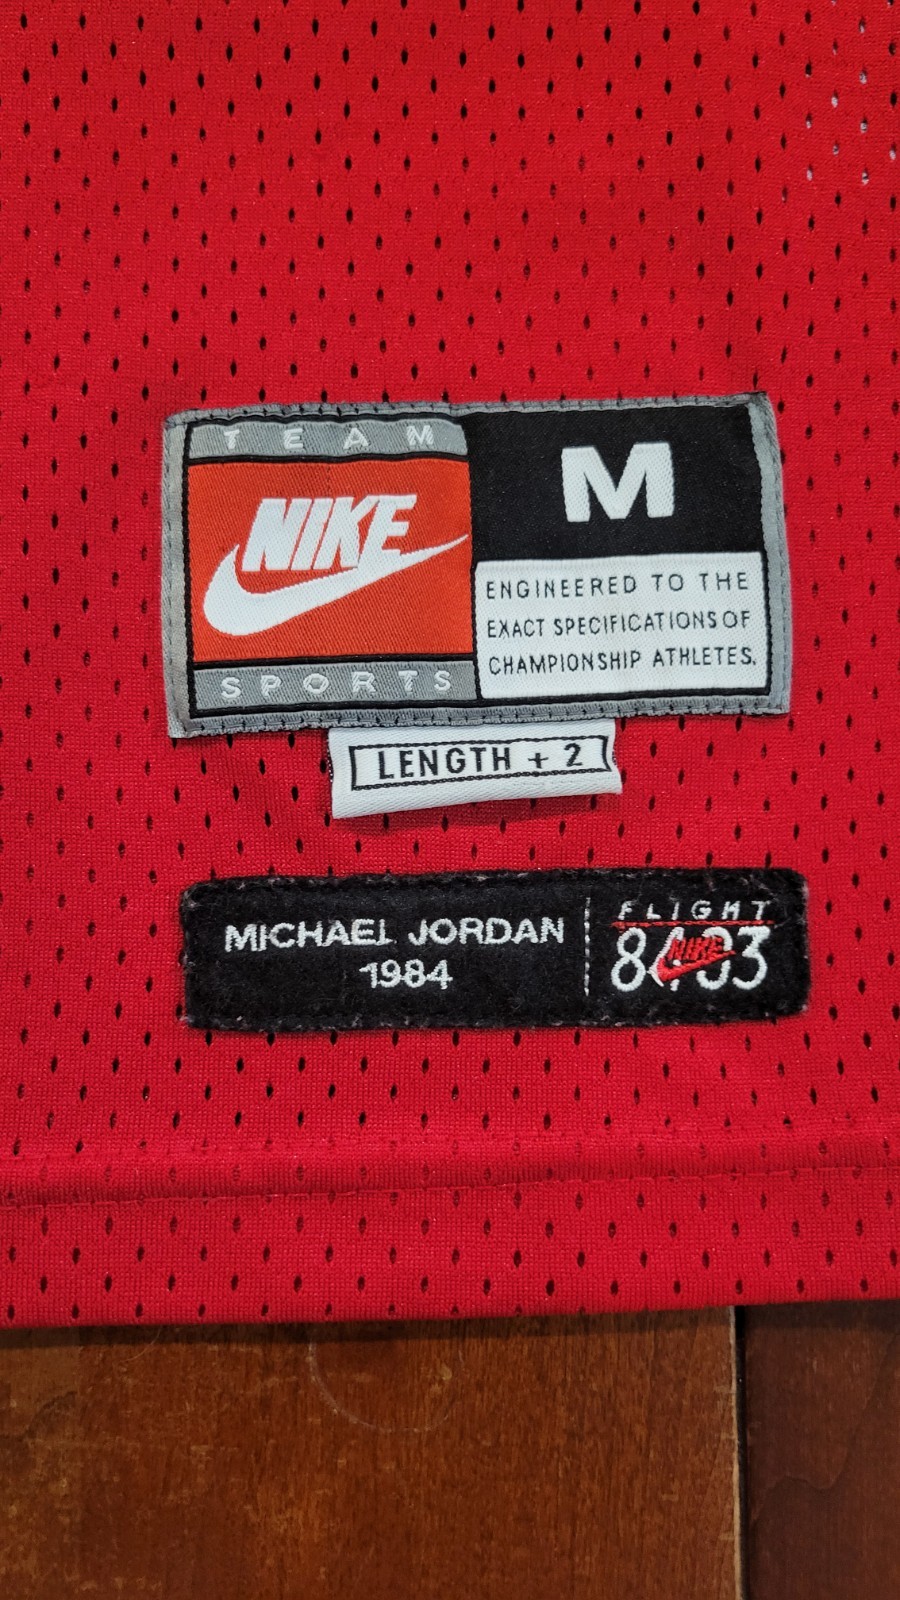 TEAM
NIKE
SPORTS
M
ENGINEERED TO THE
EXACT SPECIFICATIONS OF
CHAMPIONSHIP ATHLETES.
LENGTH + 2
MICHAEL JORDAN
1984
FLIGHT
8403
NIKE